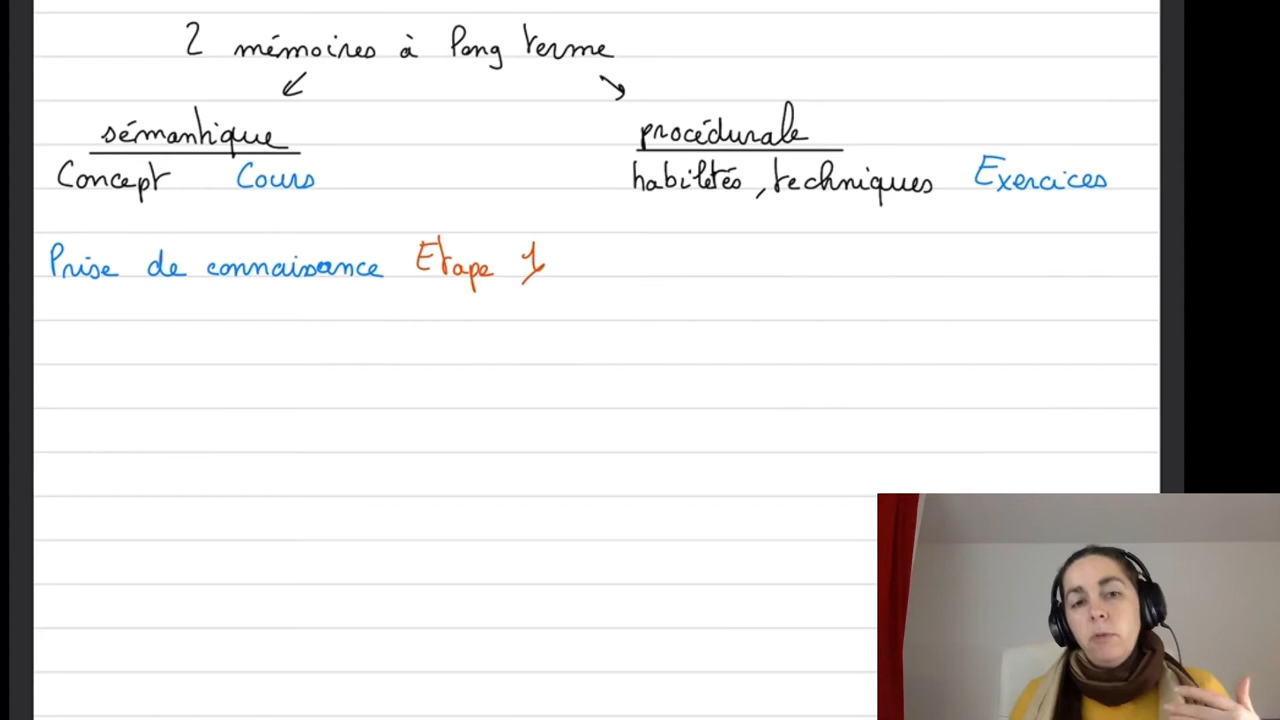 2 mémoires à long terme
sémantique procédurale
Concept Cours habiletés, techniques Exercices
Prise de connaissance Etape 1